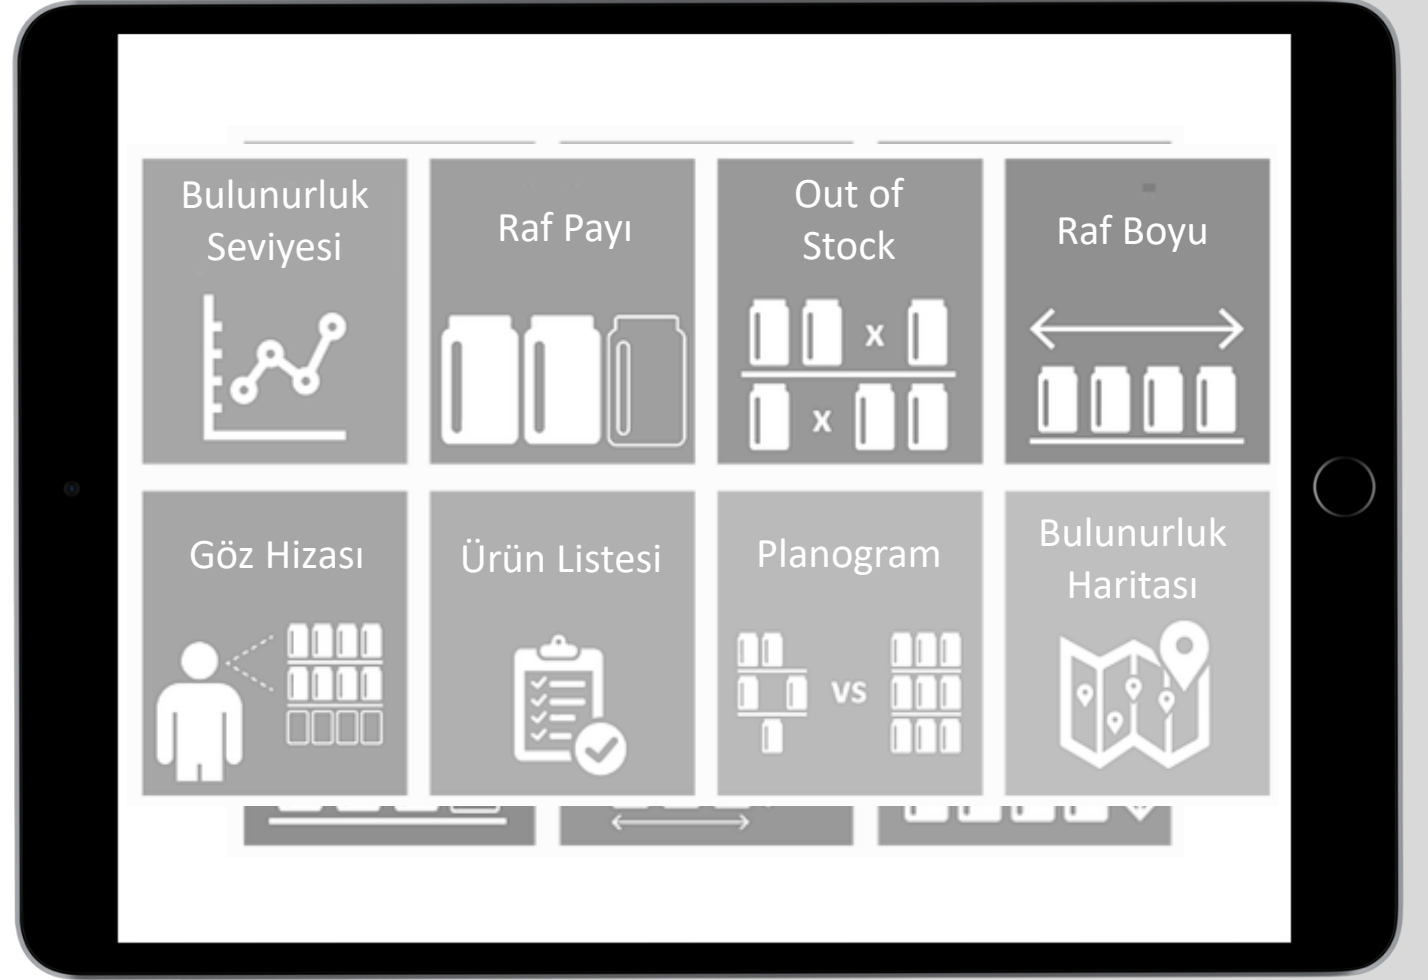 Bulunurluk
Seviyesi
Raf Payı
Out of
Stock
x
x
Raf Boyu
Göz Hizası
Ürün Listesi
Planogram
VS
Bulunurluk
Haritası